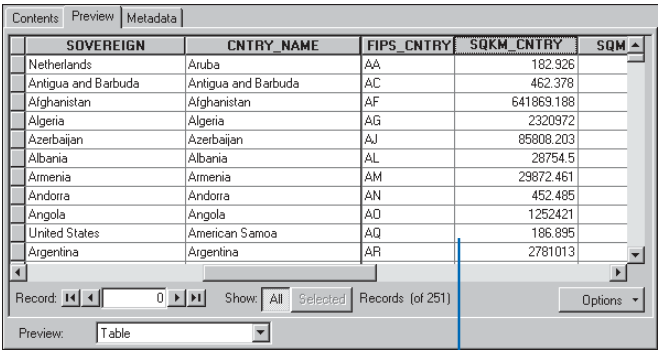 Contents Preview Metadata
SOVEREIGN CNTRY_NAME FIPS_CNTRY SQKM_CNTRY SQM
Netherlands Aruba AA 182.926
Antigua and Barbuda Antigua and Barbuda AC 462.378
Afghanistan Afghanistan AF 641869.188
Algeria Algeria AG 2320972
Azerbaijan Azerbaijan AJ 85808.203
Albania Albania AL 28754.5
Armenia Armenia AM 29872.461
Andorra Andorra AN 452.485
Angola Angola AO 1252421
United States American Samoa AQ 186.895
Argentina Argentina AR 2781013
Record: 0 Show: All Selected Records (of 251) Options
Preview: Table